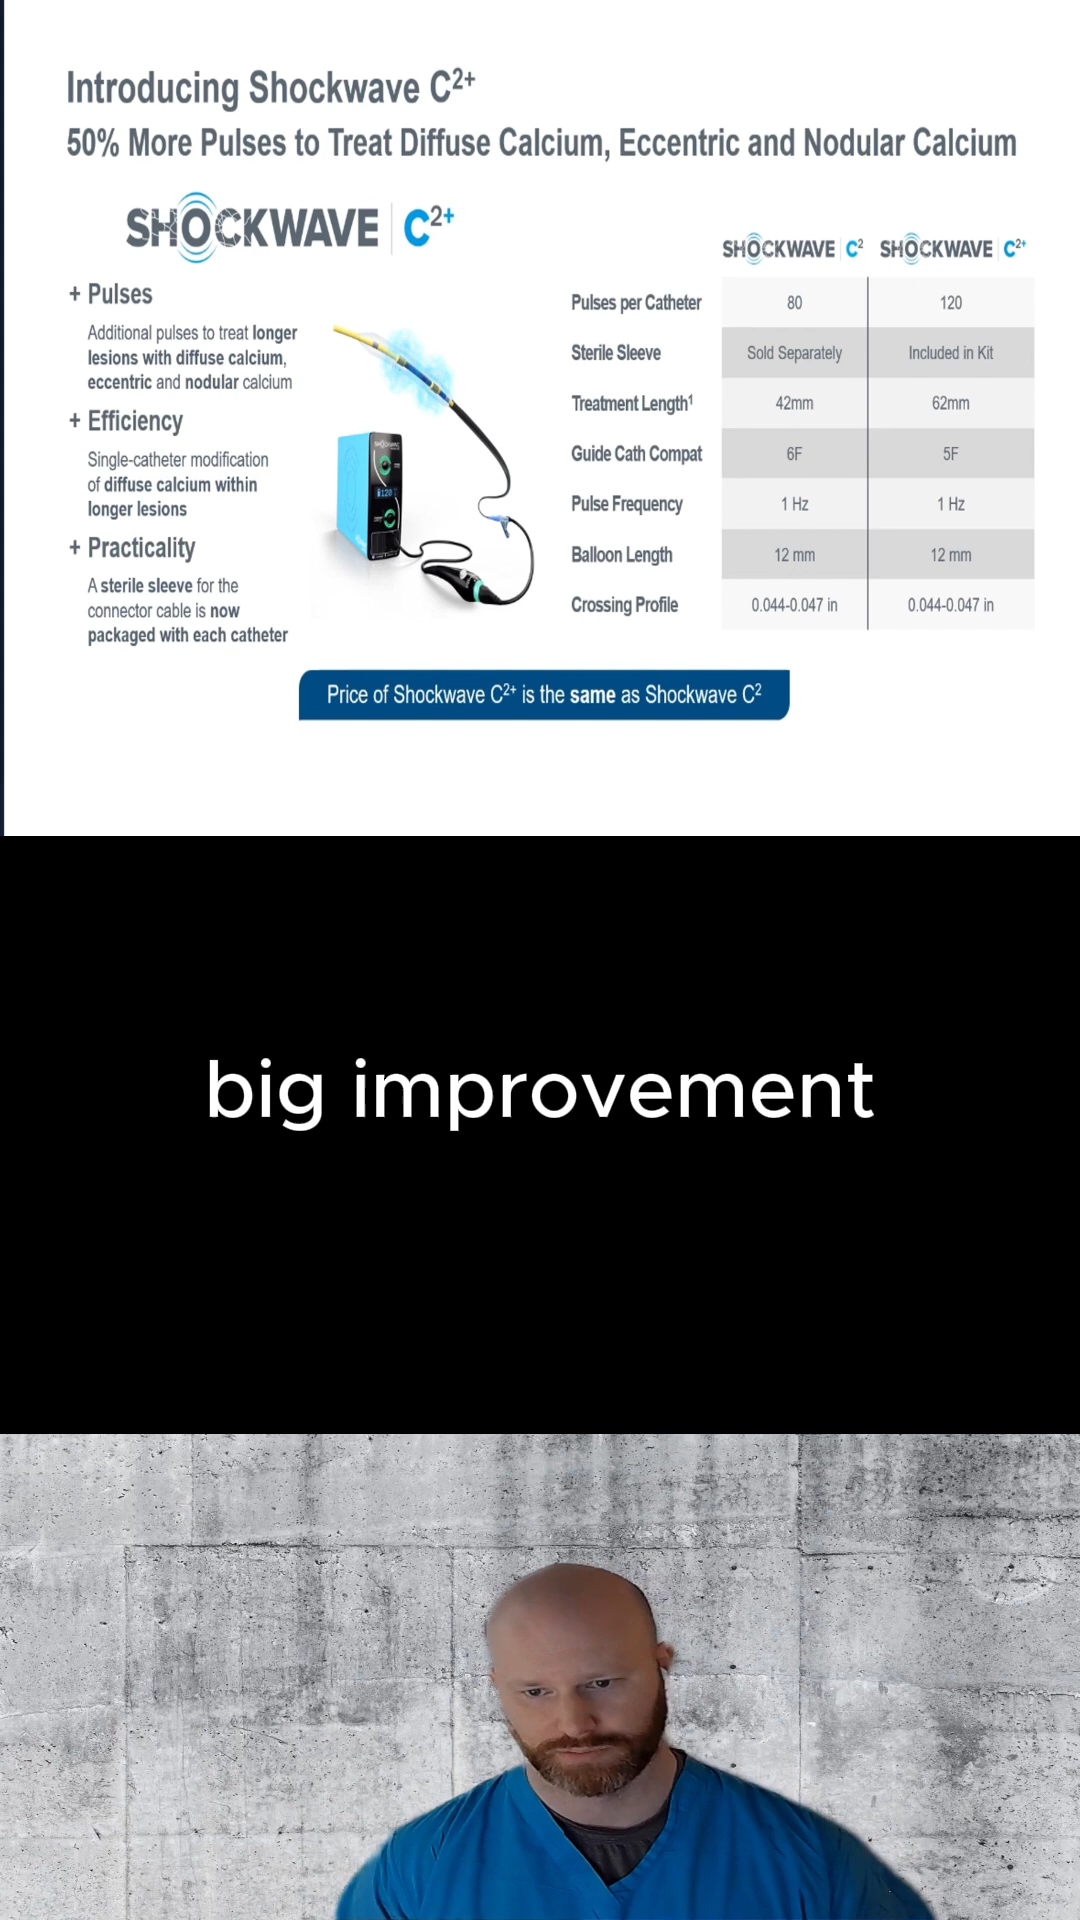 Introducing Shockwave C2+
50% More Pulses to Treat Diffuse Calcium, Eccentric and Nodular Calcium
SHOCKWAVE | C2+
+ Pulses
Additional pulses to treat longer
lesions with diffuse calcium,
eccentric and nodular calcium
+ Efficiency
Single-catheter modification
of diffuse calcium within
longer lesions
+ Practicality
A sterile sleeve for the
connector cable is now
packaged with each catheter
120
SHOCKWAVE | C2 SHOCKWAVE | C2+
Pulses per Catheter 80 120
Sterile Sleeve Sold Separately Included in Kit
Treatment Length1 42mm 62mm
Guide Cath Compat 6F 5F
Pulse Frequency 1 Hz 1 Hz
Balloon Length 12 mm 12 mm
Crossing Profile 0.044-0.047 in 0.044-0.047 in
Price of Shockwave C2+ is the same as Shockwave C2
big improvement